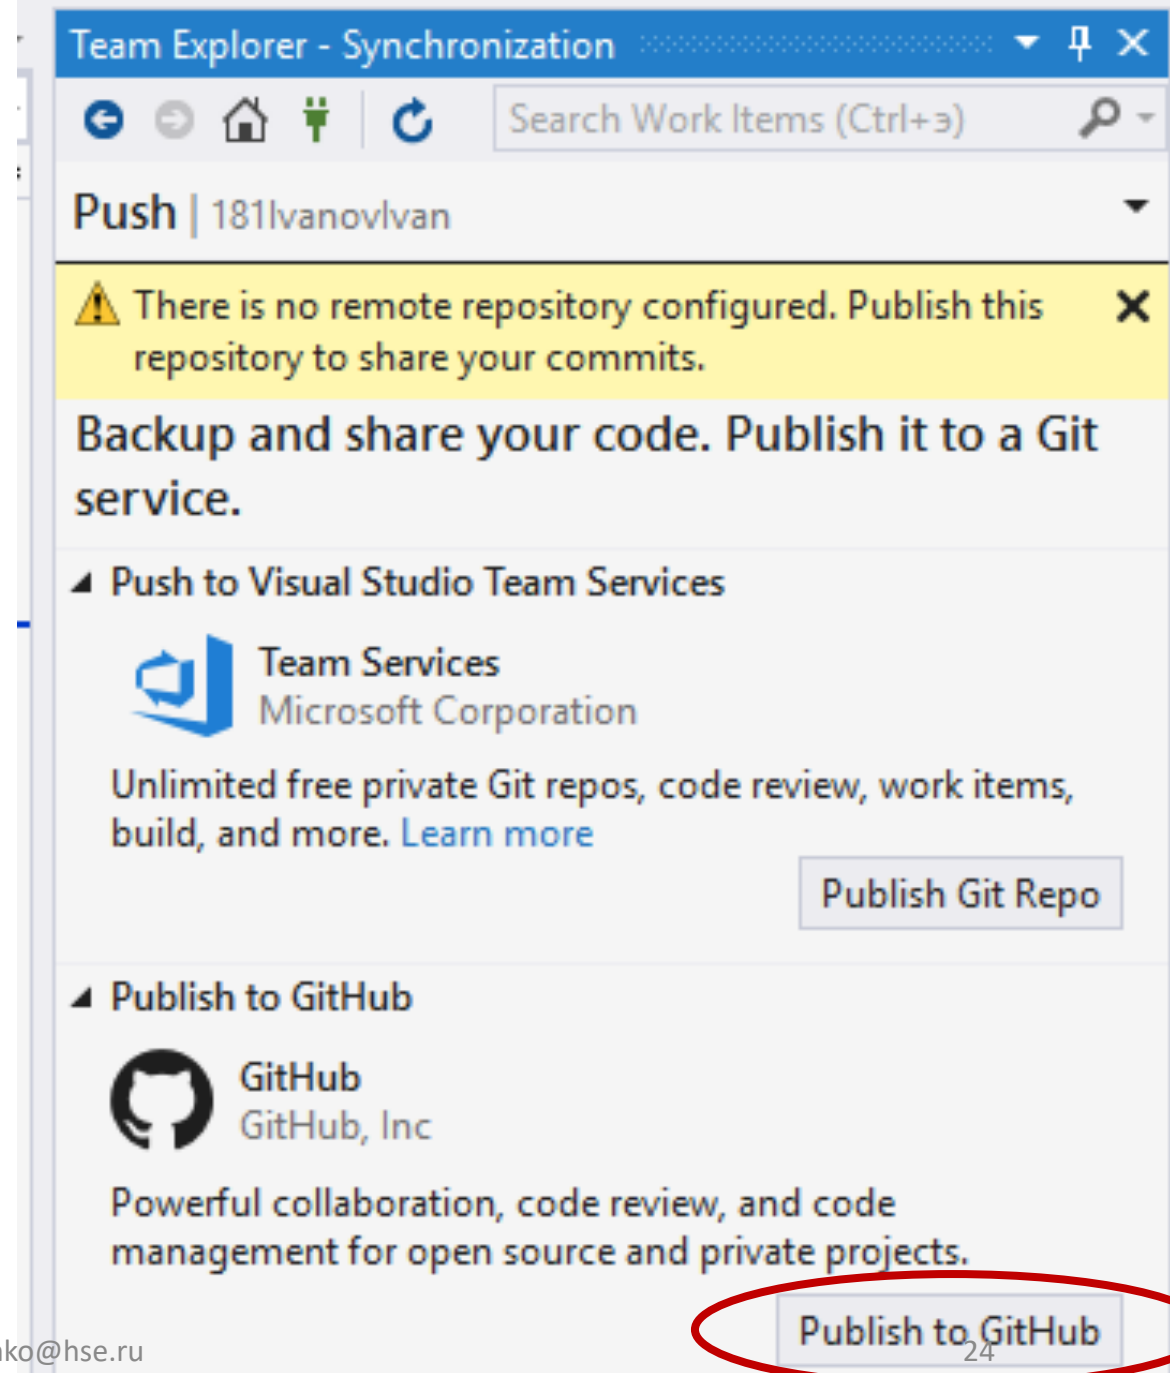 Team Explorer - Synchronization
Search Work Items (Ctrl+э)
Push | 181IvanovIvan
There is no remote repository configured. Publish this
repository to share your commits.
Backup and share your code. Publish it to a Git
service.
Push to Visual Studio Team Services
Team Services
Microsoft Corporation
Unlimited free private Git repos, code review, work items,
build, and more. Learn more
Publish Git Repo
Publish to GitHub
GitHub
GitHub, Inc
Powerful collaboration, code review, and code
management for open source and private projects.
Publish to GitHub
ko@hse.ru
24